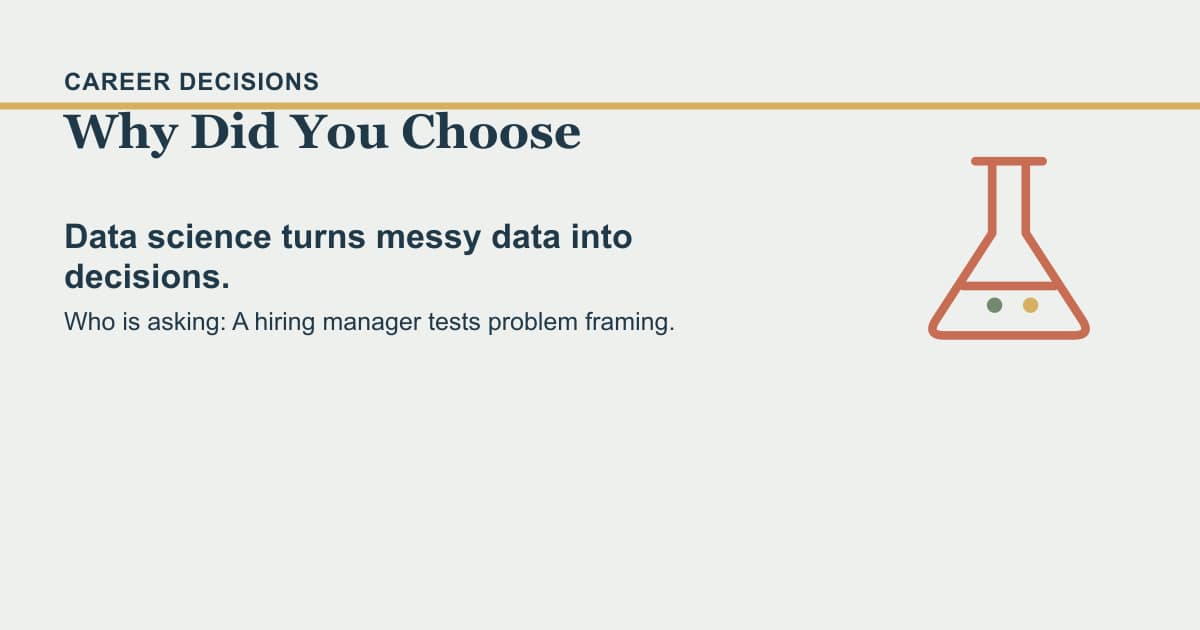 CAREER DECISIONS
Why Did You Choose
Data science turns messy data into
decisions.
Who is asking: A hiring manager tests problem framing.